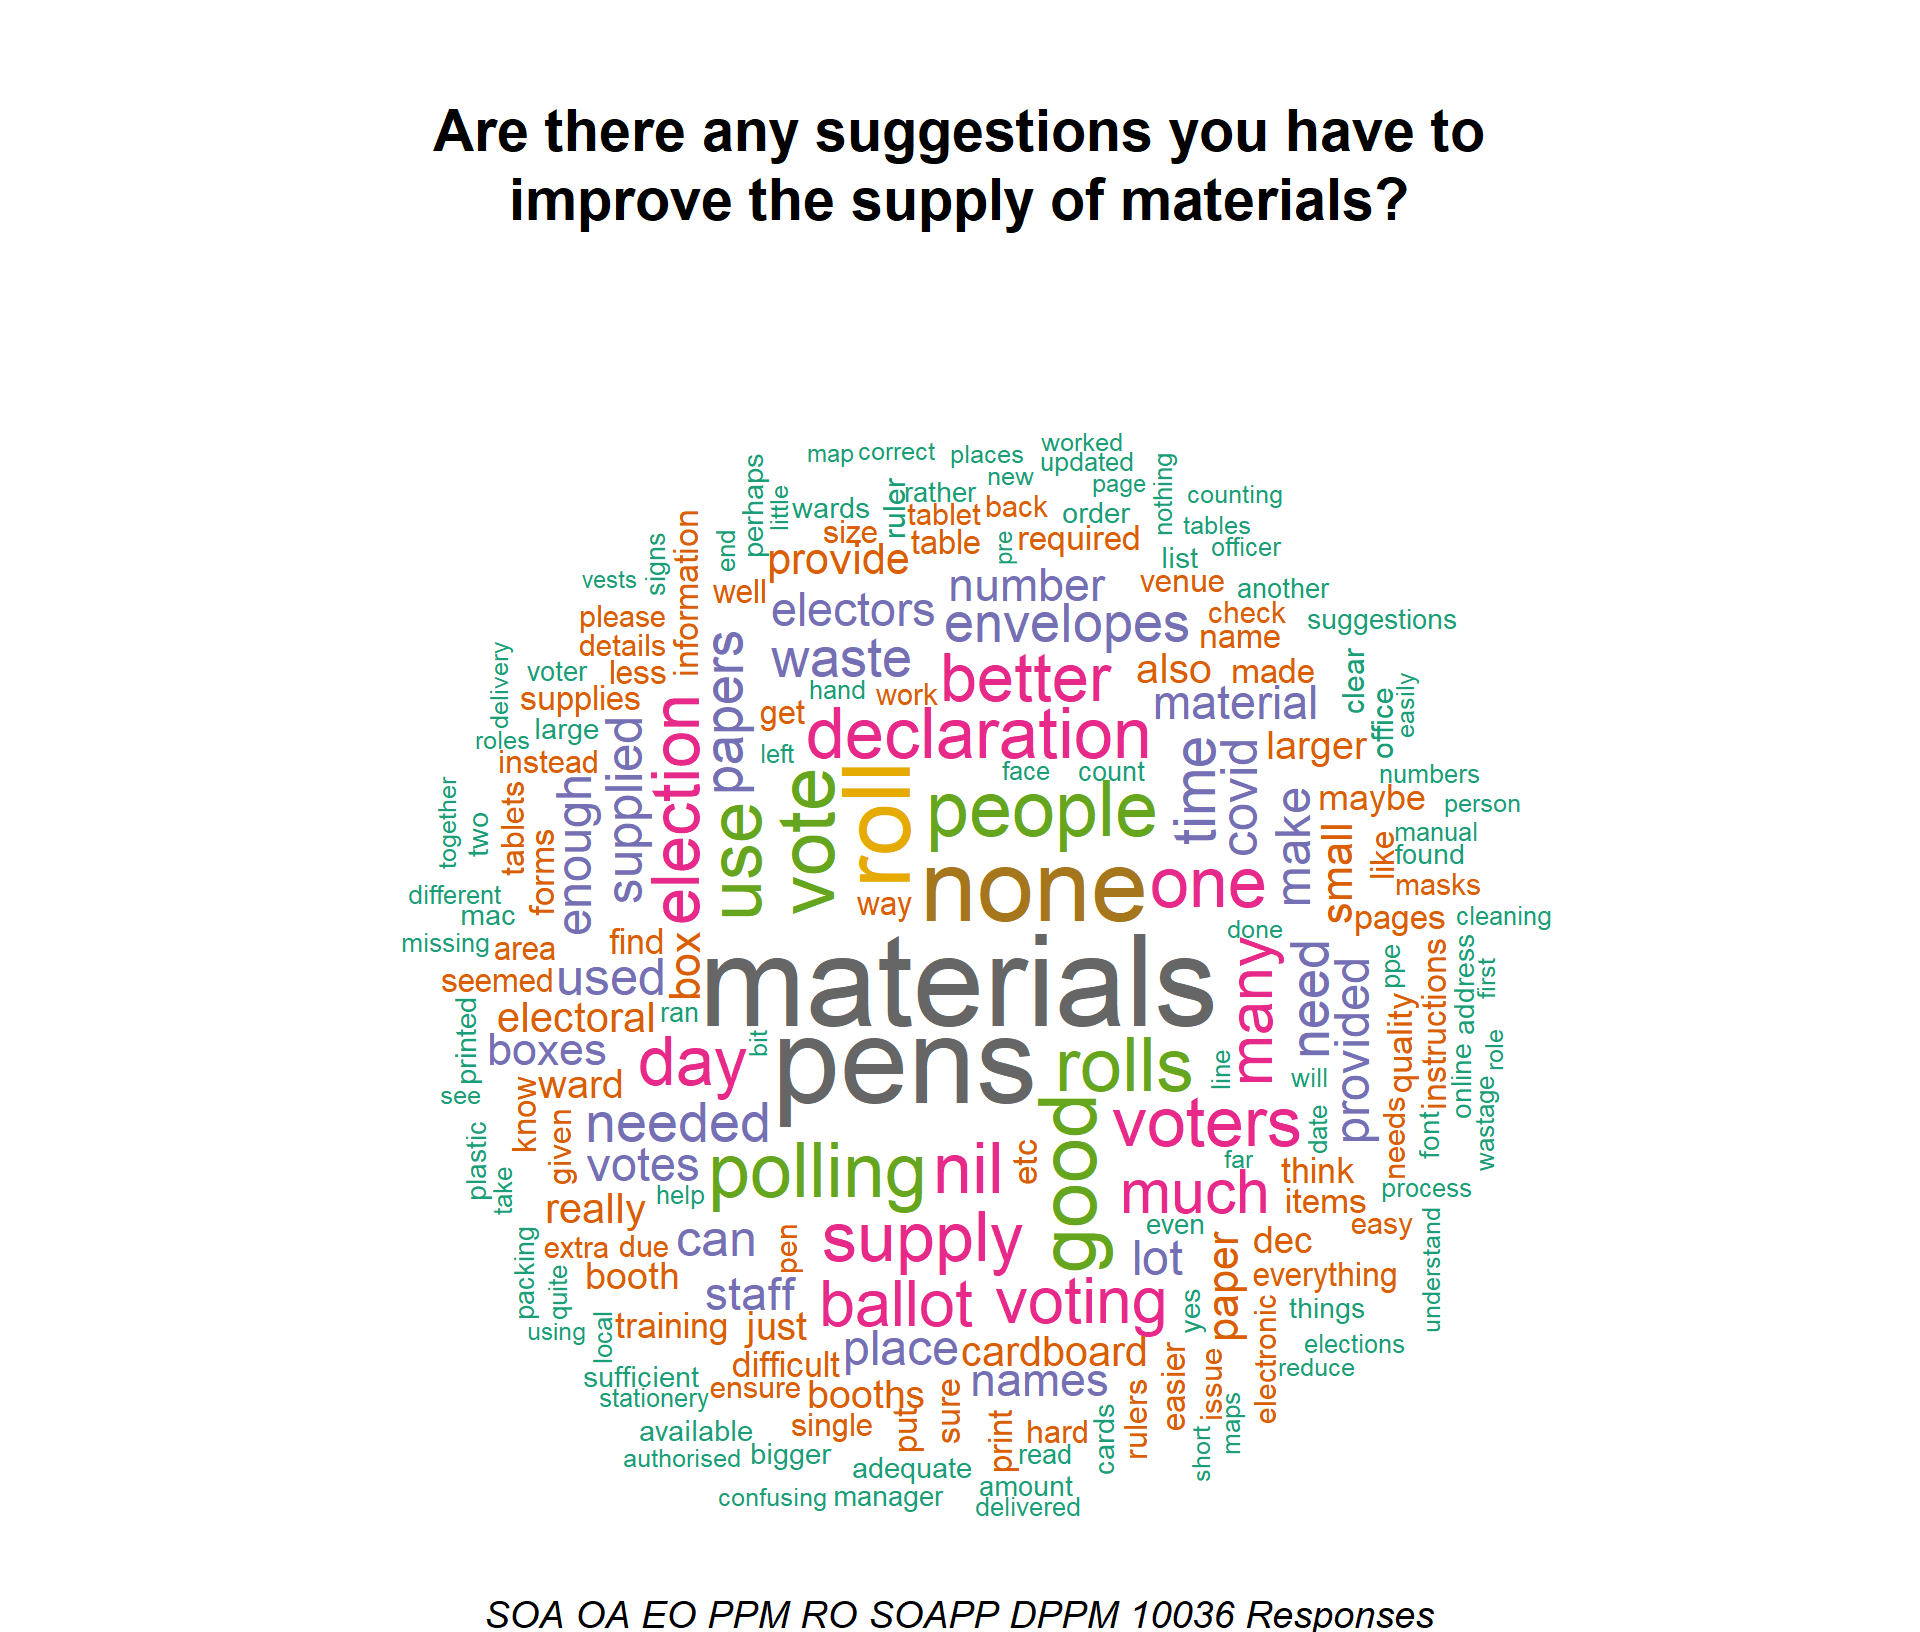 Are there any suggestions you have to
improve the supply of materials?
worked
map correct places
updated
new
page
nothing
counting
perhaps
little
wards
ruler
rather
tablet
back
order
tables
size
table
pre
required
officer
information
signs
end
provide
list
vests
well
number
venue
another
please
electors
envelopes
check
suggestions
details
papers
waste
name
delivery
voter
less
better
also
made
clear
supplies
hand
work
material
office
easily
large
election
get
declaration
roles
supplied
left
time
covid
larger
instead
face
count
numbers
together
two
tablets
enough
use
vote
roll
people
make
maybe
person
forms
small
like
manual
found
different
way
none
one
masks
mac
pages
cleaning
missing
area
find
box
done
seemed
used
materials
many
need
provided
ppe
instructions
address
first
printed
electoral
ran
quality
boxes
day
bit
pens
rolls
line
will
online
role
see
know
ward
good
needs
font
wastage
plastic
given
needed
voters
date
take
votes
polling
nil
etc
far
think
process
really
help
much
items
easy
understand
packing
extra due
can
pen
supply
even
lot
paper
dec
quite
booth
staff
ballot
voting
yes
everything
electronic
things
using
local
training
just
place
cardboard
elections
difficult
easier
issue
reduce
sufficient
stationery
ensure
booths
names
single
put
sure
print
hard
cards
rulers
short
maps
available
authorised
bigger
read
adequate
amount
confusing manager
delivered
SOA OA EO PPM RO SOAPP DPPM 10036 Responses